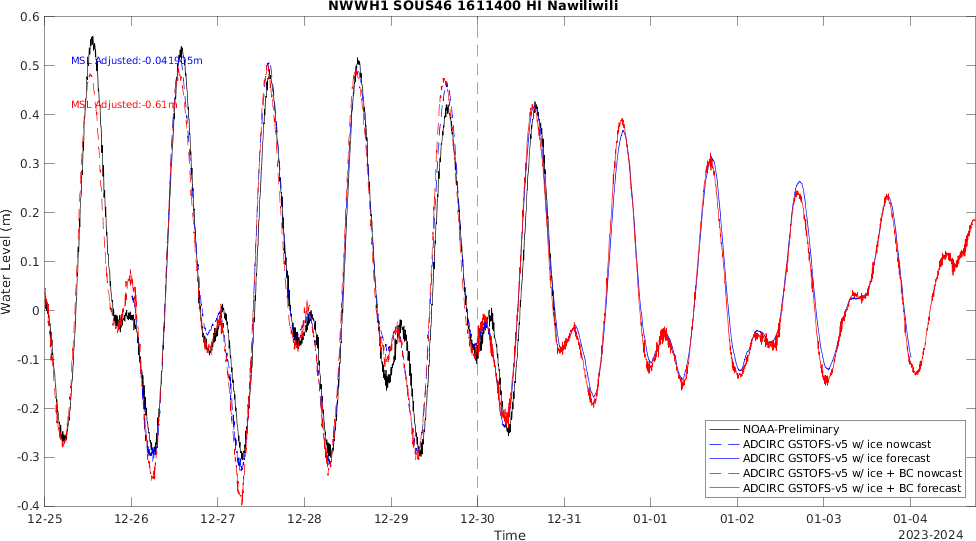 NWWH1 SOUS46 1611400 HI Nawiliwili
0.6
0.5
0.4
0.3
0.2
0.1
0
-0.1
-0.2
-0.3
-0.4
Water Level (m)
MSL Adjusted:-0.041905m
MSL Adjusted:-0.61m
NOAA-Preliminary
ADCIRC GSTOFS-v5 w/ ice nowcast
ADCIRC GSTOFS-v5 w/ ice forecast
ADCIRC GSTOFS-v5 w/ ice + BC nowcast
ADCIRC GSTOFS-v5 w/ ice + BC forecast
12-25 12-26 12-27 12-28 12-29 12-30 12-31 01-01 01-02 01-03 01-04
Time
2023-2024